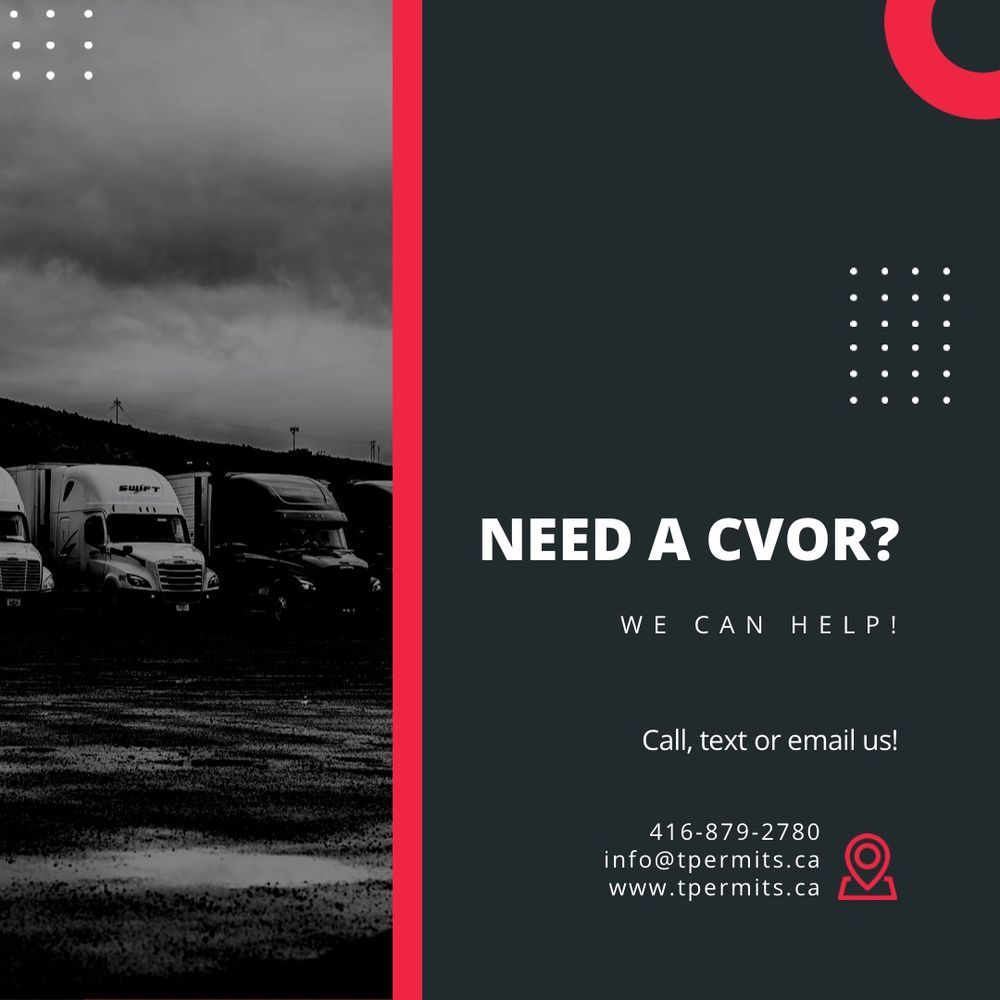 SWIFT
NEED A CVOR?
WE CAN HELP!
Call, text or email us!
416-879-2780
info@tpermits.ca
www.tpermits.ca